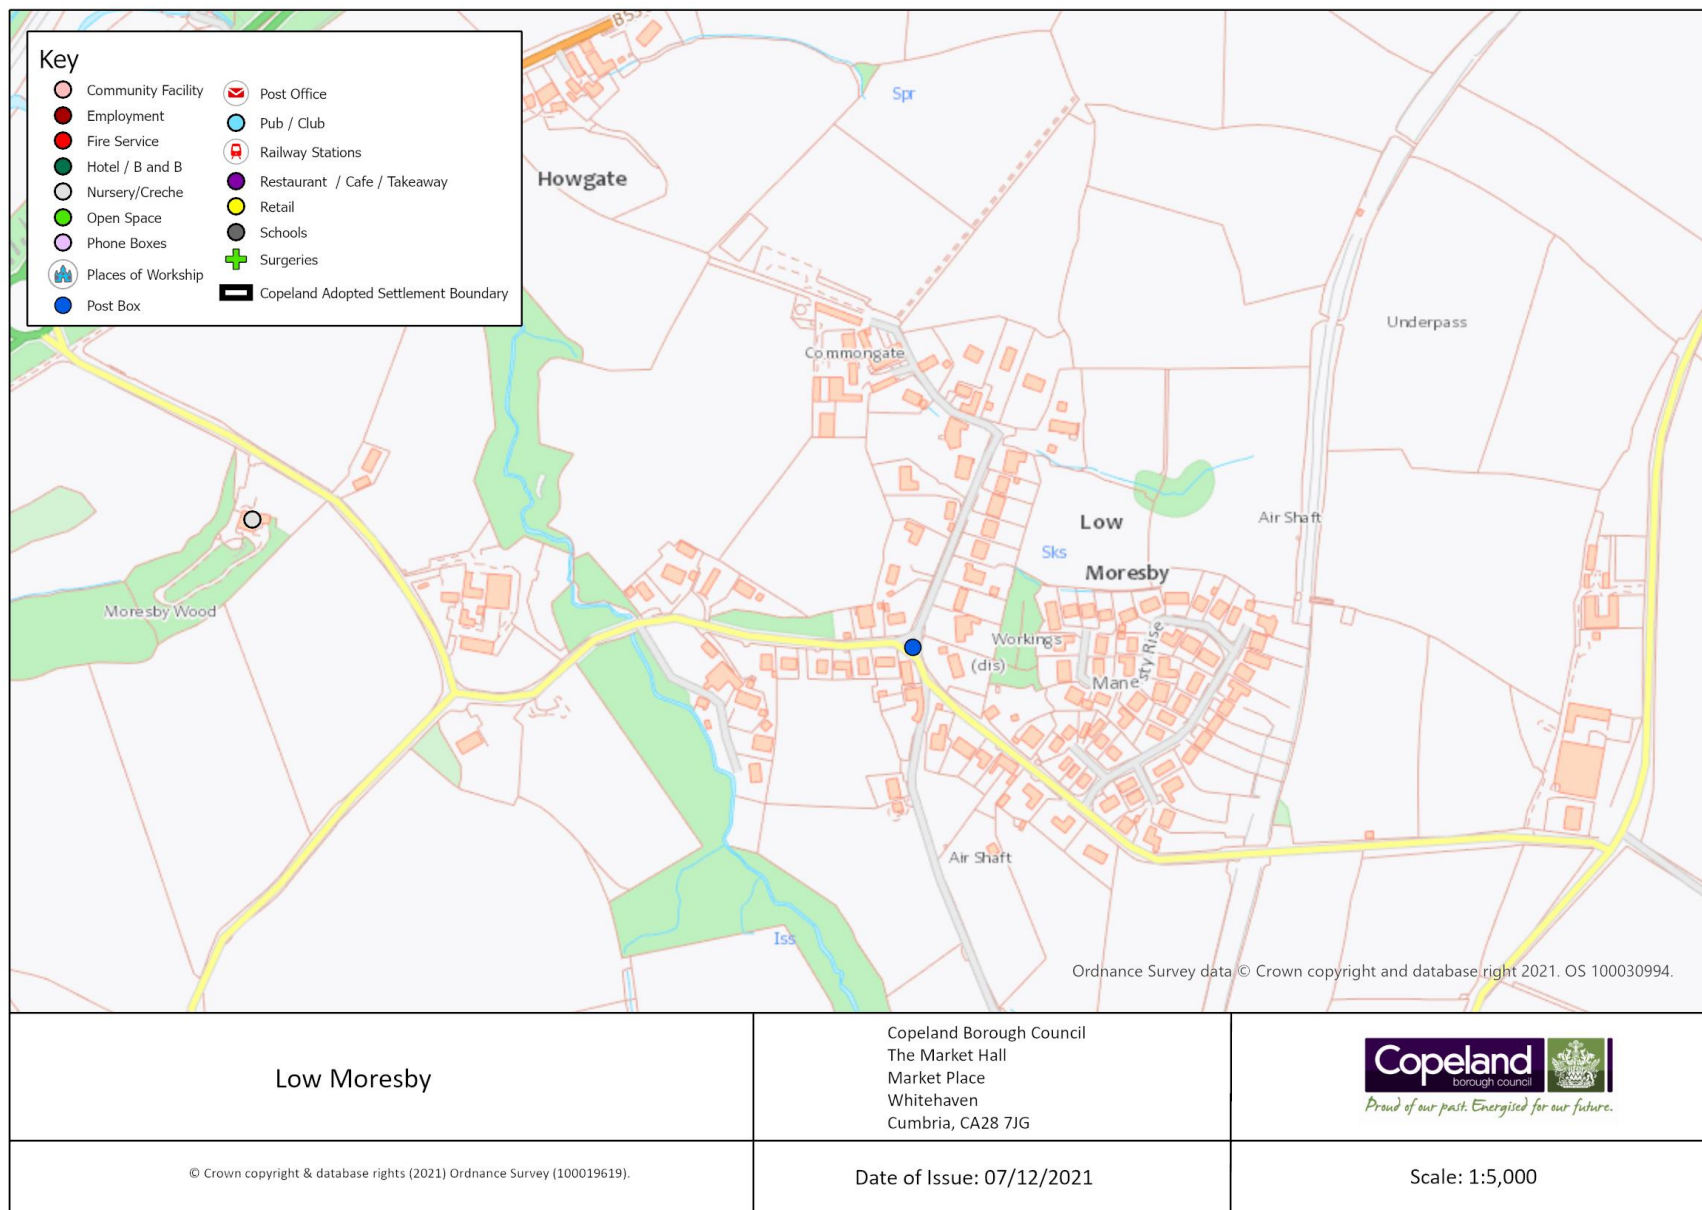 B53
Key
Community Facility
Employment
Fire Service
Hotel / B and B
Nursery/Creche
Open Space
Phone Boxes
Places of Workship
Post Box
Post Office
Pub / Club
Railway Stations
Restaurant / Cafe / Takeaway
Retail
Schools
Surgeries
Copeland Adopted Settlement Boundary
Spr
Howgate
Underpass
Commongate
Low
Moresby
Air Shaft
Sks
Moresby Wood
Workings
(dis)
Manesty Rise
Air Shaft
Iss
Ordnance Survey data © Crown copyright and database right 2021. OS 100030994.
Low Moresby
Copeland Borough Council
The Market Hall
Market Place
Whitehaven
Cumbria, CA28 7JG
Copeland
borough council
Proud of our past. Energised for our future.
© Crown copyright & database rights (2021) Ordnance Survey (100019619).
Date of Issue: 07/12/2021
Scale: 1:5,000